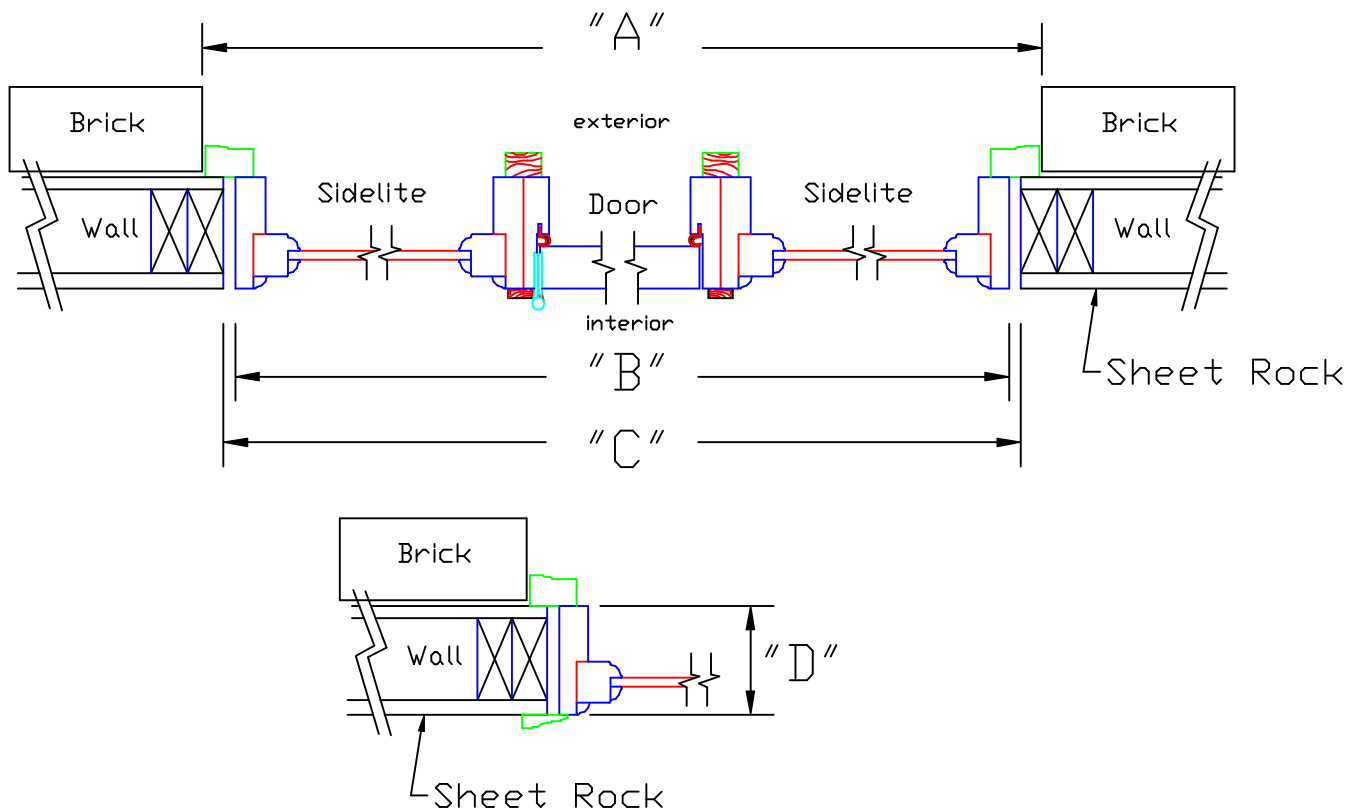 "A"
Brick
exterior
Brick
Sidelite
Door
Sidelite
Wall
Wall
interior
"B"
Sheet Rock
"C"
Brick
Wall
"D"
Sheet Rock